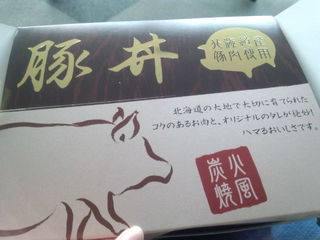 豚丼
北海道産
豚肉使用
北海道の大地で大切に育てられた
コクのあるお肉と、オリジナルのタレが絶妙!
ハマるおいしさです。
炭火
焼風